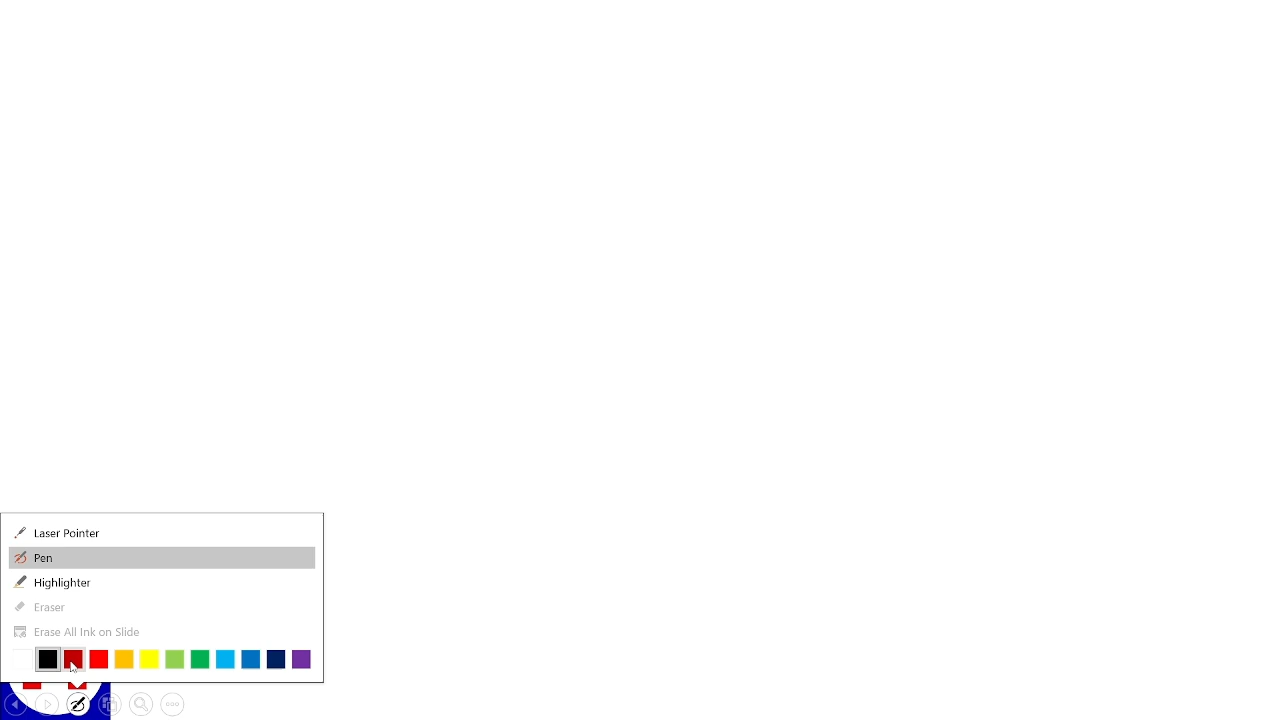 Laser Pointer
Pen
Highlighter
Eraser
Erase All Ink on Slide